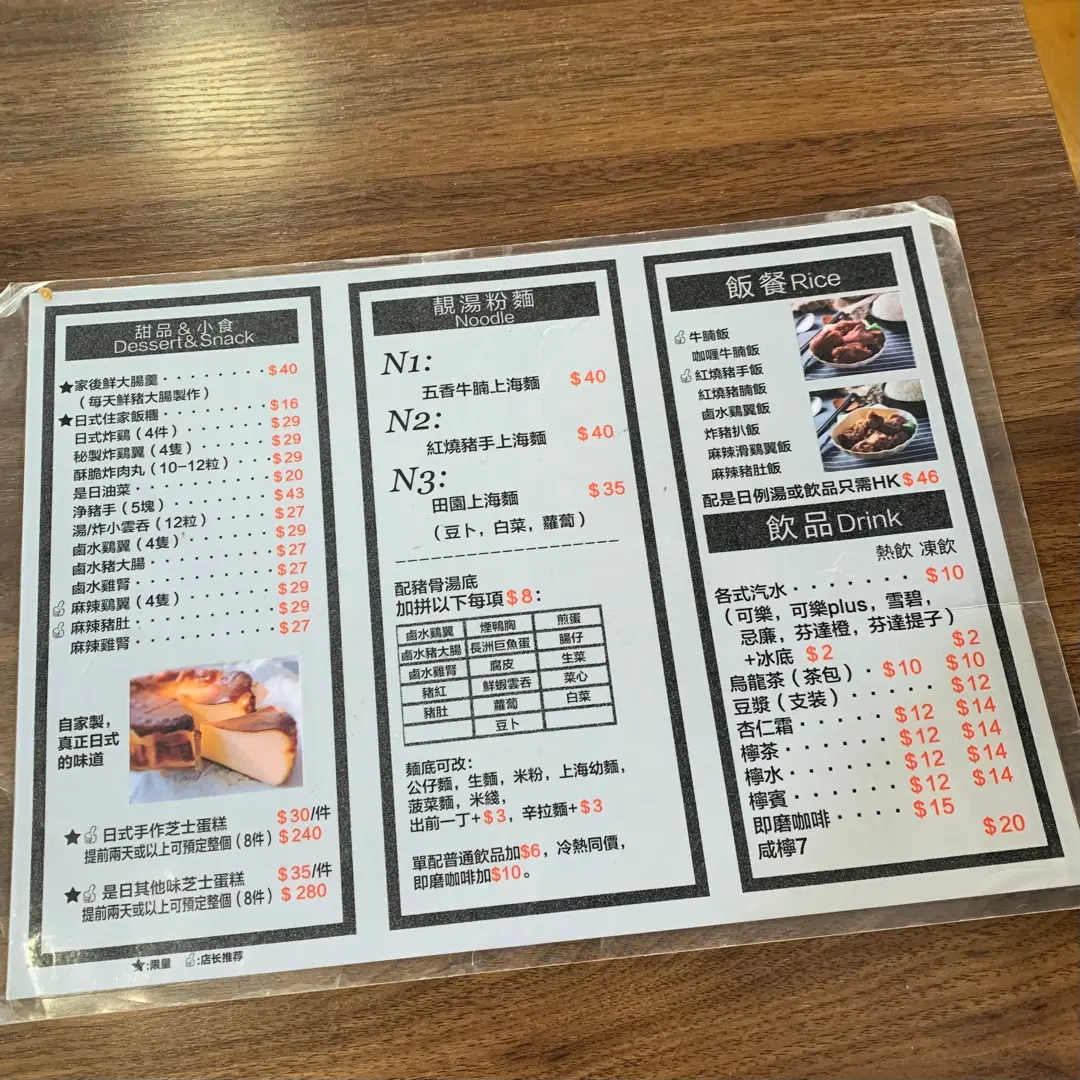 甜品&小食
Dessert&Snack
★家後鮮大腸羹·········$40
(每天鮮豬大腸製作)
★日式住家飯糰·········$16
日式炸鷄(4件)·········$29
秘製炸鷄翼(4隻)·······$29
酥脆炸肉丸(10-12粒)···$29
是日油菜·········$20
浄豬手(5塊)·········$43
湯/炸小雲吞(12粒)····$27
鹵水鷄翼(4隻)·········$29
鹵水豬大腸·········$27
鹵水雞腎·········$27
麻辣鷄翼(4隻)·········$29
麻辣豬肚·········$29
麻辣雞腎·········$27
自家製,
真正日式
的味道
★日式手作芝士蛋糕 $30/件
提前兩天或以上可預定整個(8件) $240
★是日其他味芝士蛋糕 $35/件
提前兩天或以上可預定整個(8件) $280
★:限量 :店长推荐
靚湯粉麵
Noodle
N1:
五香牛腩上海麵 $40
N2:
紅燒豬手上海麵 $40
N3:
田園上海麵 $35
(豆卜,白菜,蘿蔔)
配豬骨湯底
加拼以下每項$8:
鹵水鷄翼 煙鴨胸 煎蛋
鹵水豬大腸 長洲巨魚蛋 腸仔
鹵水雞腎 腐皮 生菜
豬紅 鮮蝦雲吞 菜心
豬肚 蘿蔔 白菜
豆卜
麵底可改:
公仔麵,生麵,米粉,上海幼麵,
菠菜麵,米綫,
出前一丁+$3,辛拉麵+$3
單配普通飲品加$6,冷熱同價,
即磨咖啡加$10。
飯餐Rice
牛腩飯
咖喱牛腩飯
紅燒豬手飯
紅燒豬腩飯
鹵水鷄翼飯
炸豬扒飯
麻辣滑鷄翼飯
麻辣豬肚飯
配是日例湯或飲品只需HK$46
飲品Drink
熱飲 凍飲
各式汽水······· $10
(可樂,可樂plus,雪碧,
忌廉,芬達橙,芬達提子)
+冰底 $2 $2
烏龍茶(茶包)·$10 $10
豆漿(支装)······ $12
杏仁霜······$12 $14
檸茶······$12 $14
檸水······$12 $14
檸賓······$12 $14
即磨咖啡····$15
咸檸7 $20